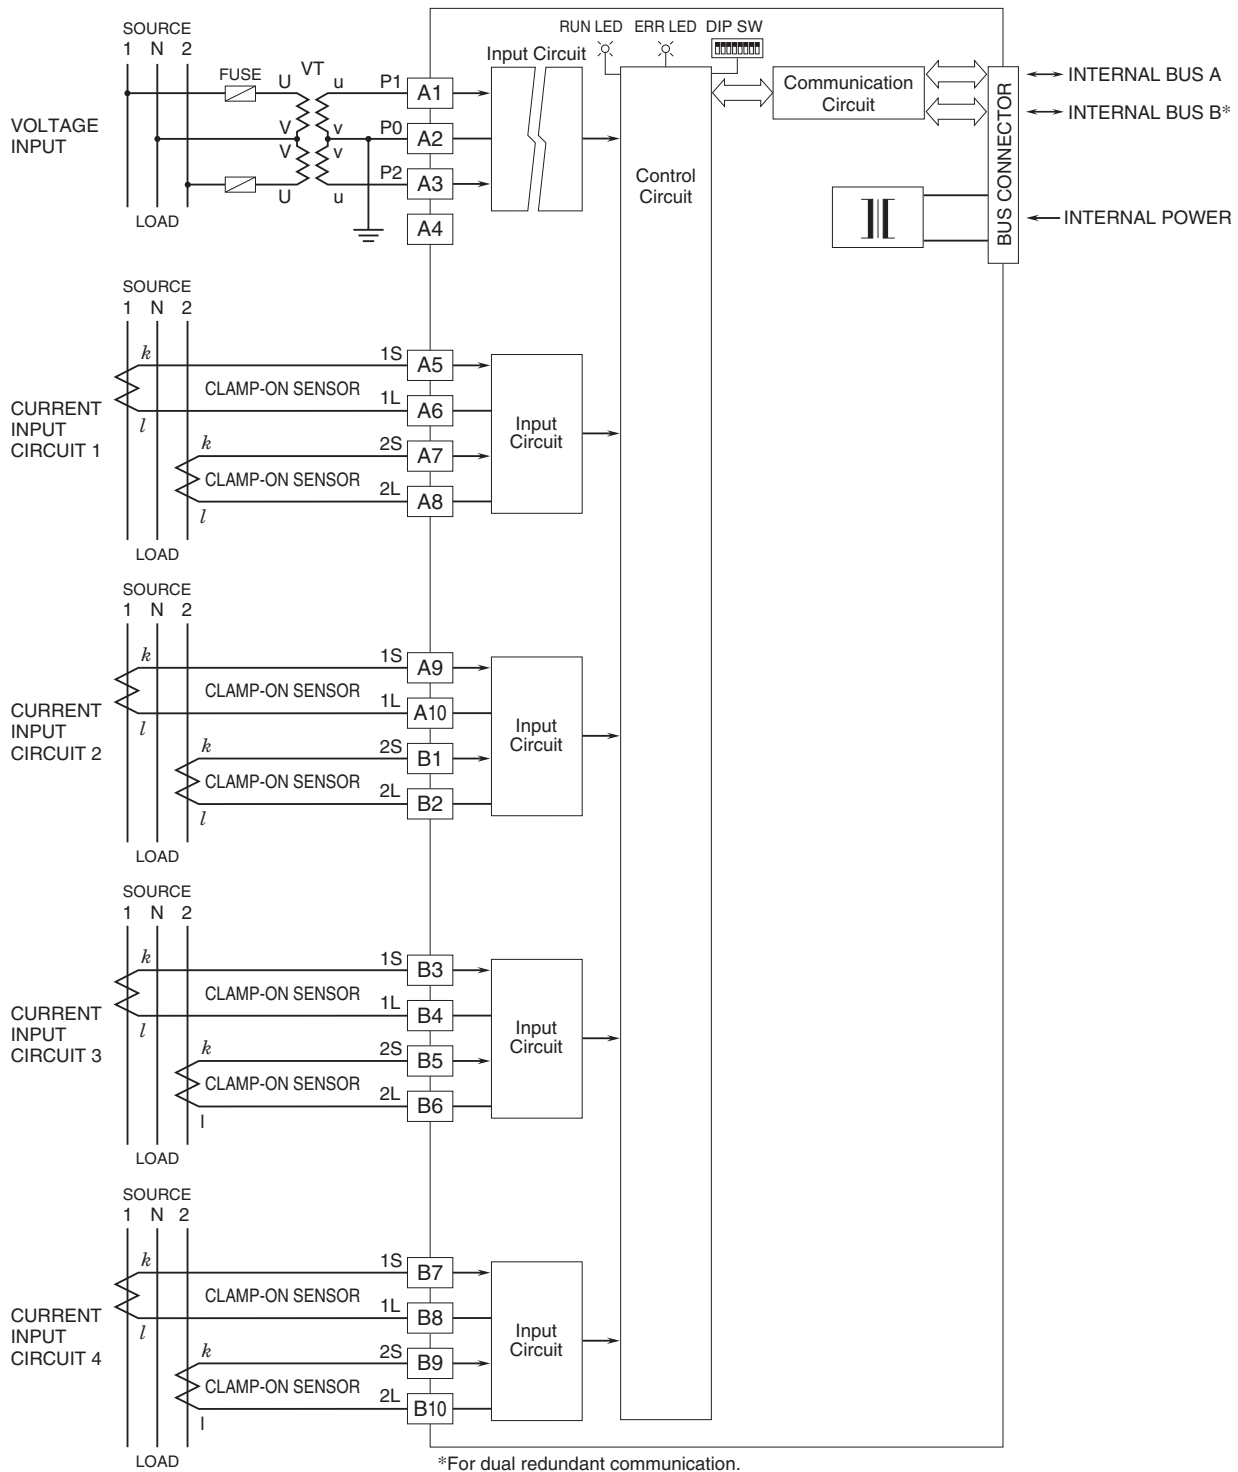 SOURCE
1 N 2
FUSE
U VT u P1 A1
V v P0 A2
V v
U u P2 A3
A4
VOLTAGE
INPUT
LOAD
Input Circuit
RUN LED ERR LED DIP SW
Control
Circuit
Communication
Circuit
BUS CONNECTOR
INTERNAL BUS A
INTERNAL BUS B*
INTERNAL POWER
SOURCE
1 N 2
k 1S A5
CLAMP-ON SENSOR
l 1L A6
k 2S A7
CLAMP-ON SENSOR
l 2L A8
CURRENT
INPUT
CIRCUIT 1
Input
Circuit
LOAD
SOURCE
1 N 2
k 1S A9
CLAMP-ON SENSOR
l 1L A10
k 2S B1
CLAMP-ON SENSOR
l 2L B2
CURRENT
INPUT
CIRCUIT 2
Input
Circuit
LOAD
SOURCE
1 N 2
k 1S B3
CLAMP-ON SENSOR
l 1L B4
k 2S B5
CLAMP-ON SENSOR
l 2L B6
CURRENT
INPUT
CIRCUIT 3
Input
Circuit
LOAD
SOURCE
1 N 2
k 1S B7
CLAMP-ON SENSOR
l 1L B8
k 2S B9
CLAMP-ON SENSOR
l 2L B10
CURRENT
INPUT
CIRCUIT 4
Input
Circuit
LOAD
*For dual redundant communication.